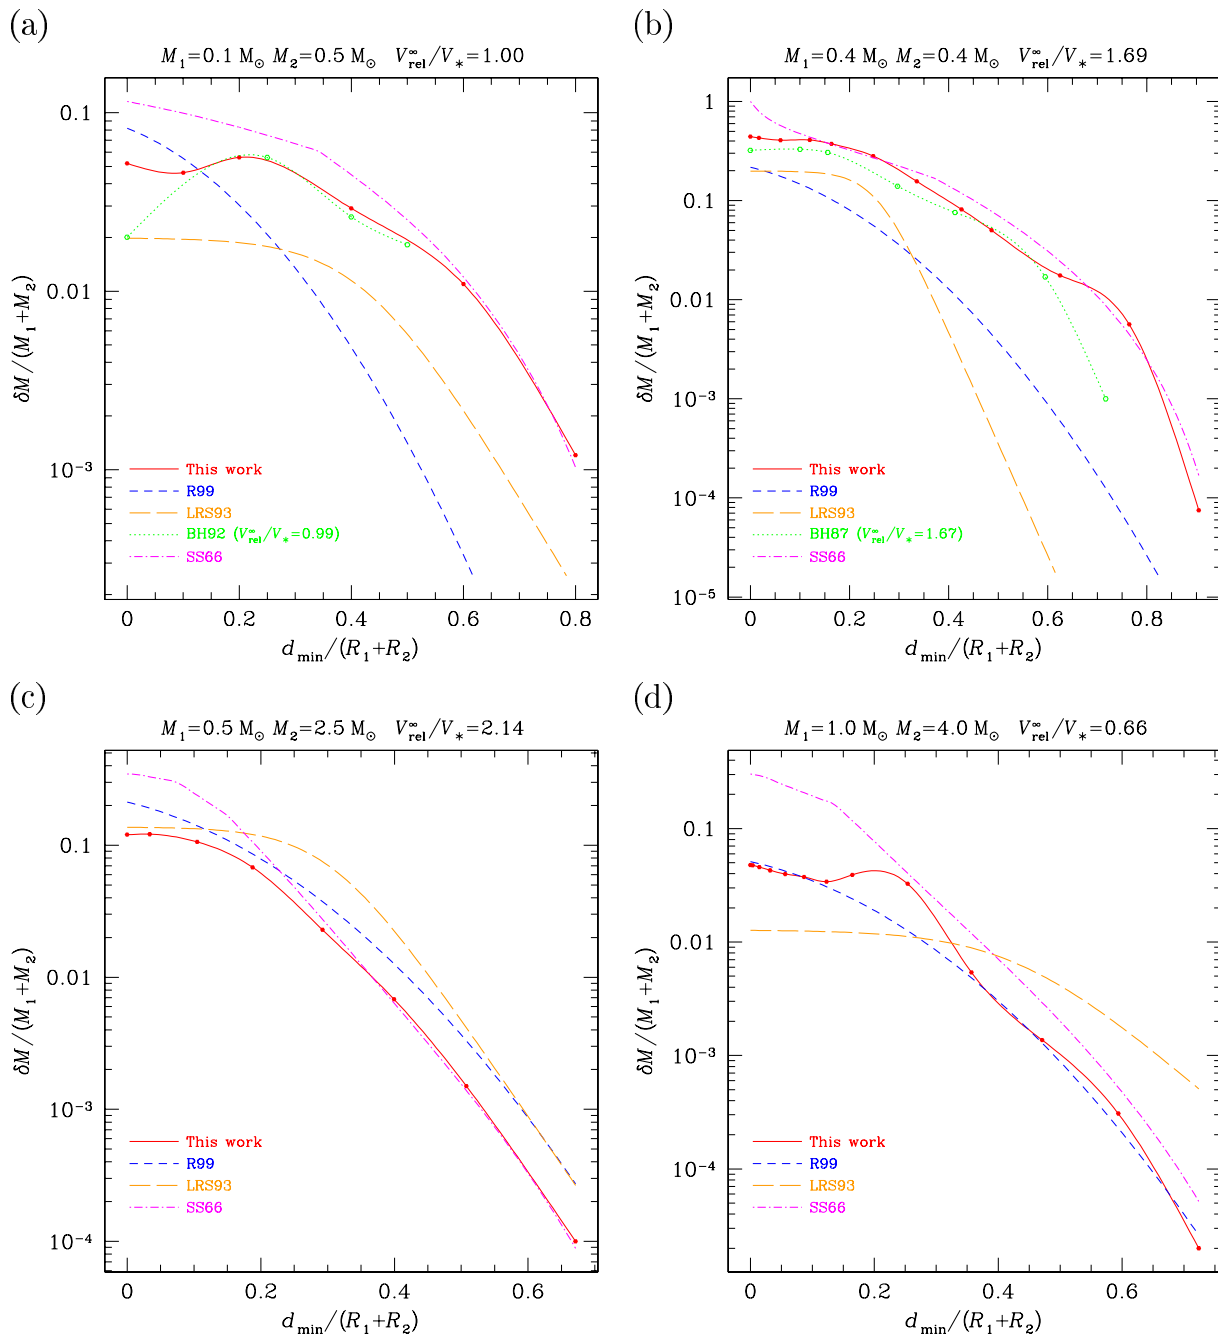 (a)
M₁=0.1 M⊙ M₂=0.5 M⊙ V∞rel/V*=1.00
0.1
0.01
10⁻³
δM/(M₁+M₂)
This work
R99
LRS93
BH92 (V∞rel/V*=0.99)
SS66
0 0.2 0.4 0.6 0.8
dmin/(R₁+R₂)
(b)
M₁=0.4 M⊙ M₂=0.4 M⊙ V∞rel/V*=1.69
1
0.1
0.01
10⁻³
10⁻⁴
10⁻⁵
δM/(M₁+M₂)
This work
R99
LRS93
BH87 (V∞rel/V*=1.67)
SS66
0 0.2 0.4 0.6 0.8
dmin/(R₁+R₂)
(c)
M₁=0.5 M⊙ M₂=2.5 M⊙ V∞rel/V*=2.14
0.1
0.01
10⁻³
10⁻⁴
δM/(M₁+M₂)
This work
R99
LRS93
SS66
0 0.2 0.4 0.6
dmin/(R₁+R₂)
(d)
M₁=1.0 M⊙ M₂=4.0 M⊙ V∞rel/V*=0.66
0.1
0.01
10⁻³
10⁻⁴
δM/(M₁+M₂)
This work
R99
LRS93
SS66
0 0.2 0.4 0.6
dmin/(R₁+R₂)